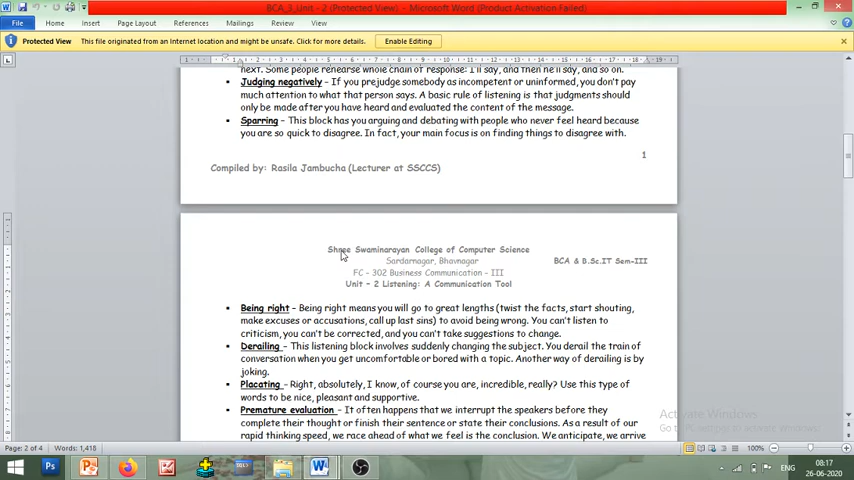 BCA_3_Unit - 2 (Protected View) - Microsoft Word (Product Activation Failed)
File Home Insert Page Layout References Mailings Review View
Protected View This file originated from an Internet location and might be unsafe. Click for more details. Enable Editing
next. Some people rehearse whole chain of response: I'll say, and then he'll say, and so on.
• Judging negatively – If you prejudge somebody as incompetent or uninformed, you don't pay
much attention to what that person says. A basic rule of listening is that judgments should
only be made after you have heard and evaluated the content of the message.
• Sparring – This block has you arguing and debating with people who never feel heard because
you are so quick to disagree. In fact, your main focus is on finding things to disagree with.
1
Compiled by: Rasila Jambucha (Lecturer at SSCCS)
Shree Swaminarayan College of Computer Science
Sardarnagar, Bhavnagar BCA & B.Sc.IT Sem-III
FC - 302 Business Communication - III
Unit - 2 Listening: A Communication Tool
• Being right – Being right means you will go to great lengths (twist the facts, start shouting,
make excuses or accusations, call up last sins) to avoid being wrong. You can't listen to
criticism, you can't be corrected, and you can't take suggestions to change.
• Derailing – This listening block involves suddenly changing the subject. You derail the train of
conversation when you get uncomfortable or bored with a topic. Another way of derailing is by
joking.
• Placating – Right, absolutely, I know, of course you are, incredible, really? Use this type of
words to be nice, pleasant and supportive.
• Premature evaluation – It often happens that we interrupt the speakers before they
complete their thought or finish their sentence or state their conclusions. As a result of our
rapid thinking speed, we race ahead of what we feel is the conclusion. We anticipate, we arrive
Activate Windows
Go to PC settings to activate Windows.
Page: 2 of 4 Words: 1,418 100%
Ps W ENG 08:17
26-06-2020